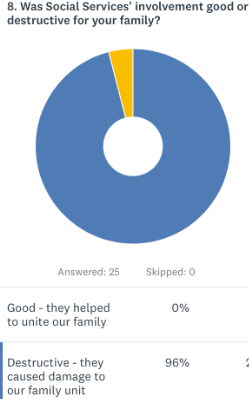 8. Was Social Services' involvement good or
destructive for your family?
Answered: 25 Skipped: 0
Good - they helped 0%
to unite our family
Destructive - they 96%
caused damage to
our family unit